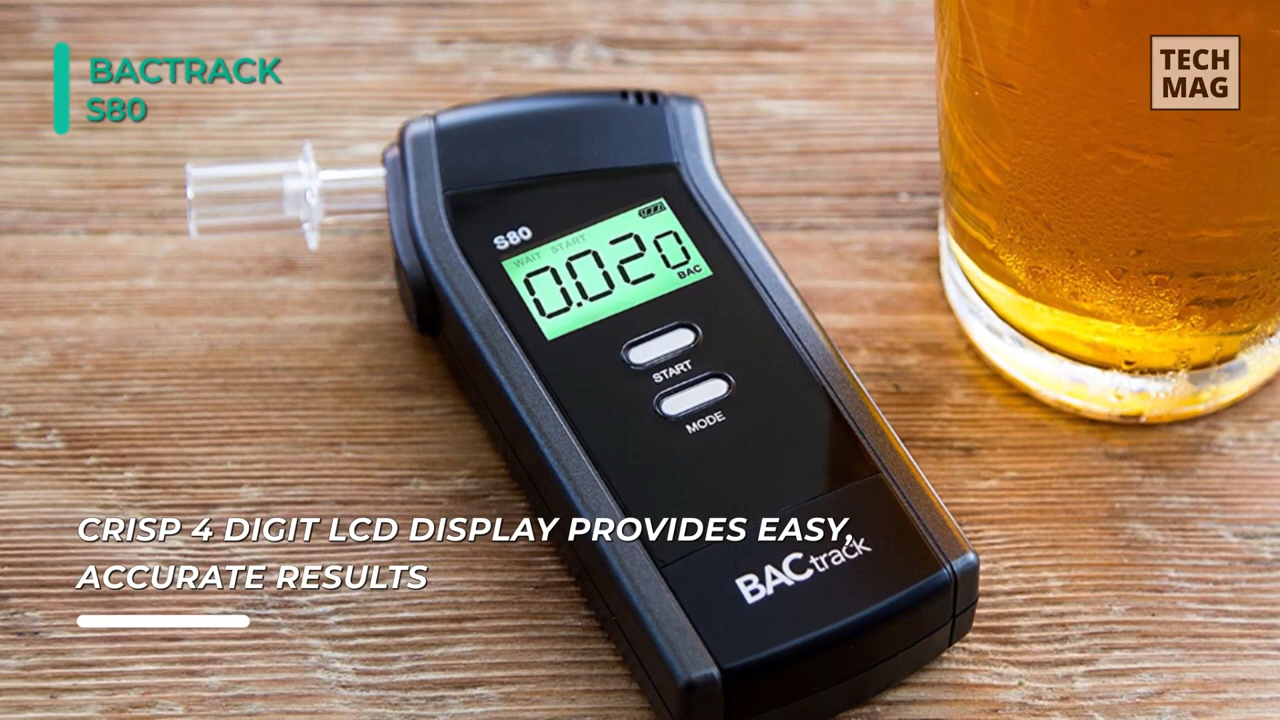 BACTRACK
S80
TECH
MAG
S80
WAIT START
0.020
BAC
START
MODE
CRISP 4 DIGIT LCD DISPLAY PROVIDES EASY,
ACCURATE RESULTS
BACtrack